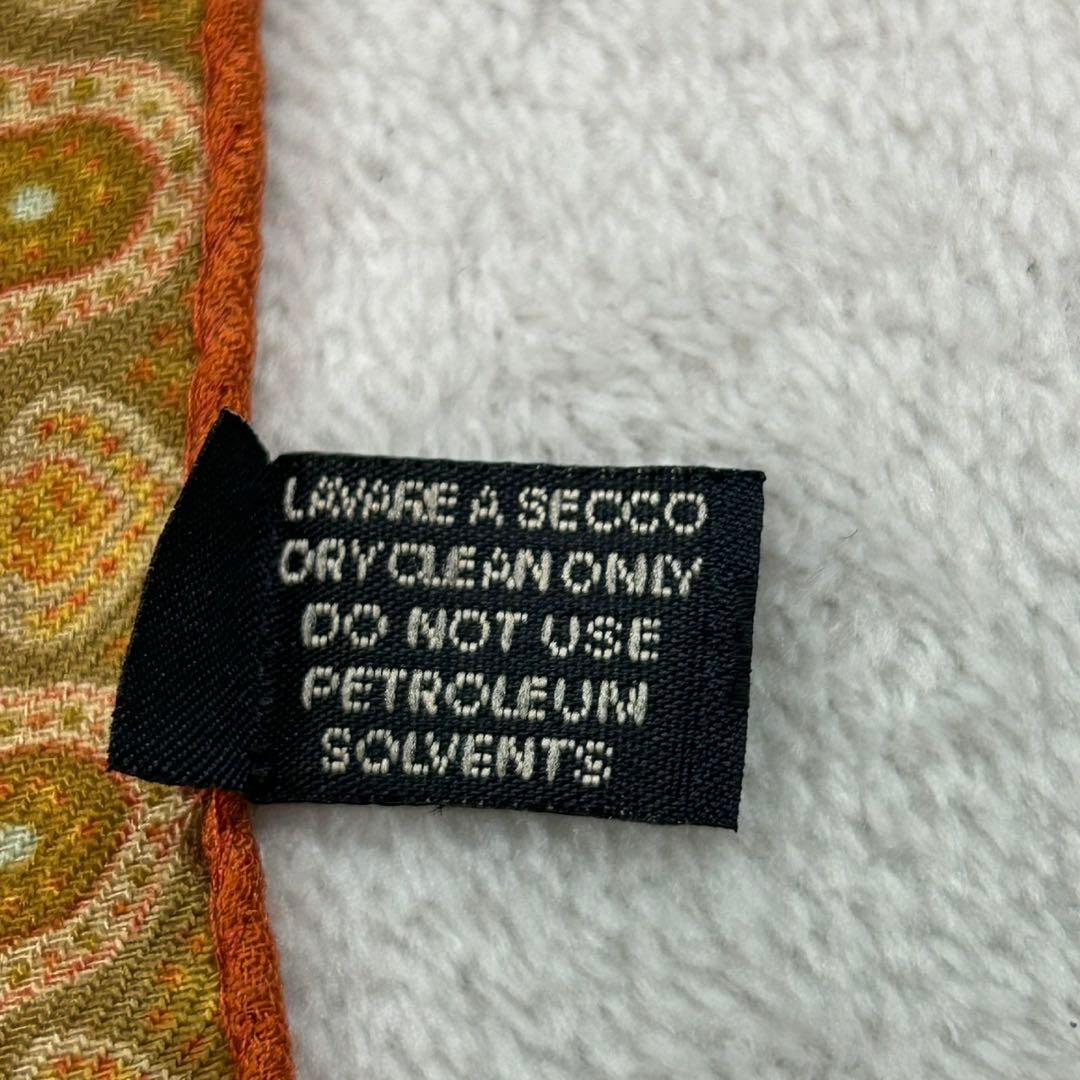 LAVARE A SECCO
DRY CLEAN ONLY
DO NOT USE
PETROLEUM
SOLVENTS